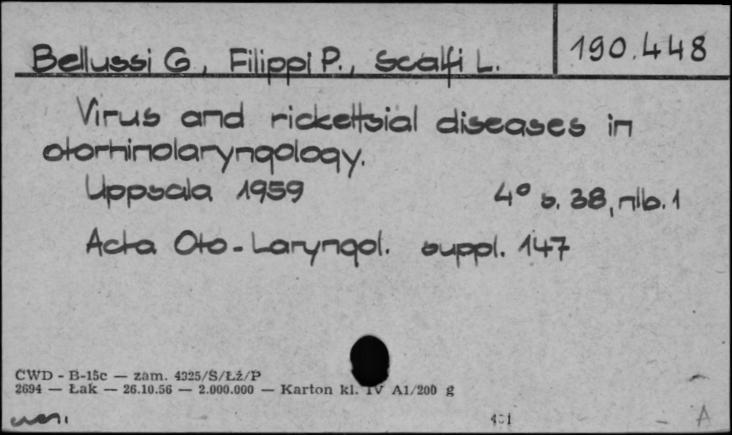 190.448
Bellussi G., Filippi P., Scalfi L.
Virus and rickettsial diseases in
otorhinolaryngology.
Uppsala 1959 4° s. 38, nlb. 1
Acta Oto-Laryngol. suppl. 147
CWD - B-15c — zam. 4325/S/Łż/P
2694 — Łak — 26.10.56 — 2.000.000 — Karton kl. IV A1/200 g
A